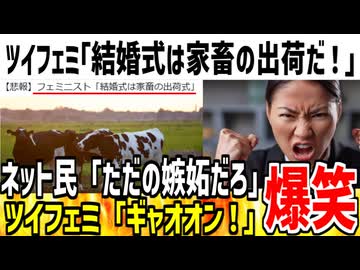 ツイフェミ「結婚式は家畜の出荷だ！」
【悲報】フェミニスト「結婚式は家畜の出荷式」
ネット民「ただの嫉妬だろ」
ツイフェミ「ギャオオン！」爆笑